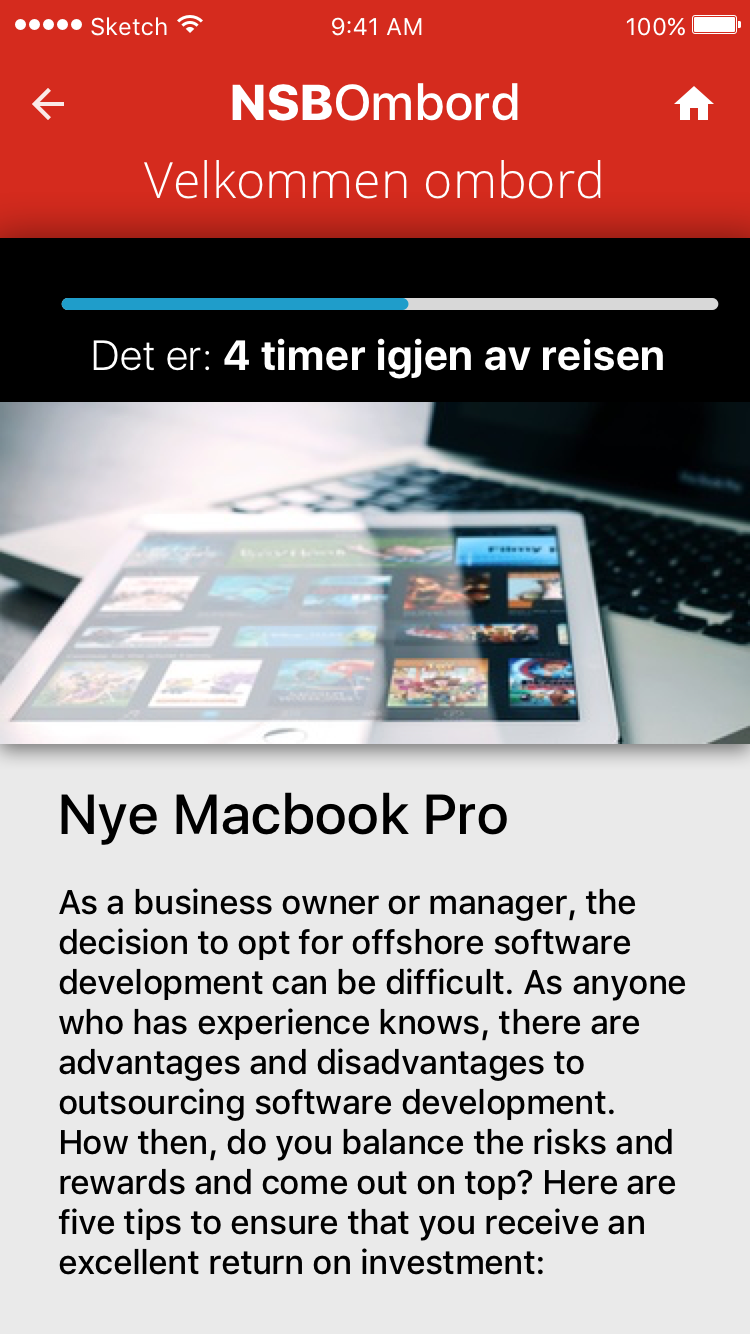 Sketch
9:41 AM
100%
NSBOmbord
Velkommen ombord
Det er: 4 timer igjen av reisen
Nye Macbook Pro
As a business owner or manager, the
decision to opt for offshore software
development can be difficult. As anyone
who has experience knows, there are
advantages and disadvantages to
outsourcing software development.
How then, do you balance the risks and
rewards and come out on top? Here are
five tips to ensure that you receive an
excellent return on investment: